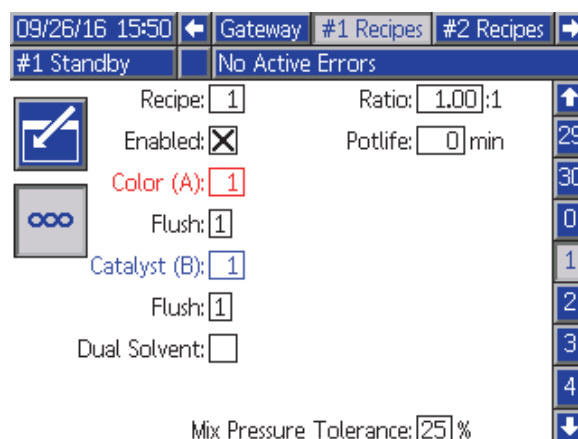 09/26/16 15:50 Gateway #1 Recipes #2 Recipes
#1 Standby No Active Errors
Recipe: 1 Ratio: 1.00:1
Enabled: Potlife: 0 min
Color (A): 1
Flush: 1
Catalyst (B): 1
Flush: 1
Dual Solvent:
Mix Pressure Tolerance: 25 %
29
30
0
1
2
3
4